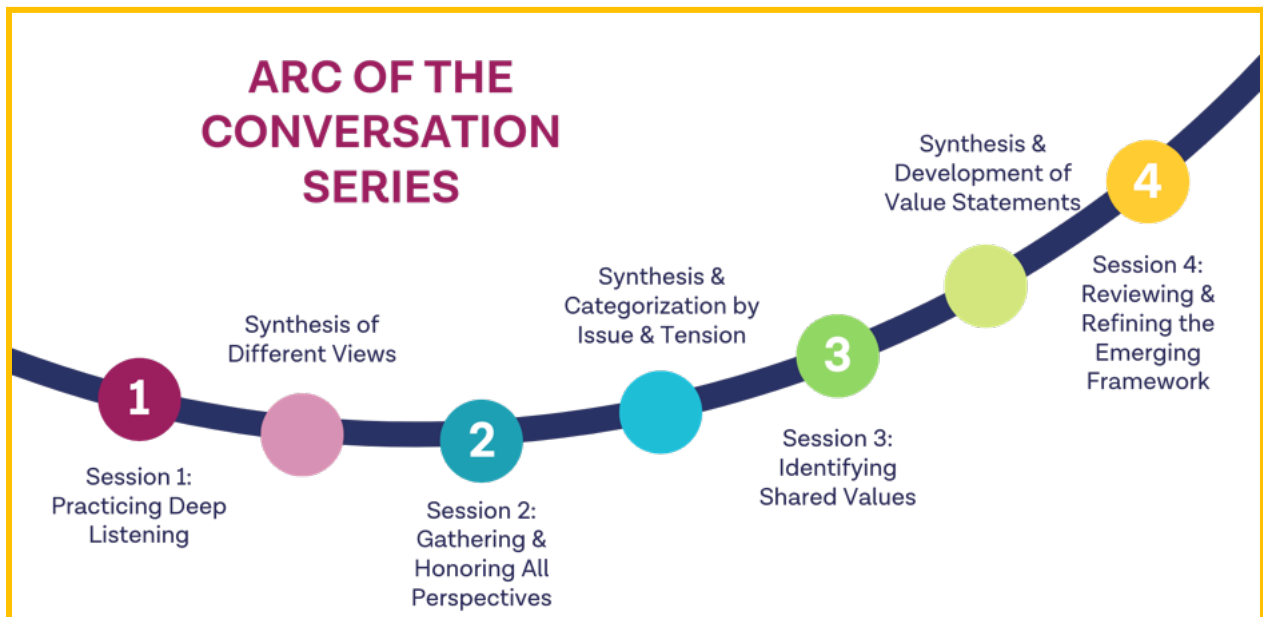 ARC OF THE
CONVERSATION
SERIES
1
Session 1:
Practicing Deep
Listening
Synthesis of
Different Views
2
Session 2:
Gathering &
Honoring All
Perspectives
Synthesis &
Categorization by
Issue & Tension
3
Session 3:
Identifying
Shared Values
Synthesis &
Development of
Value Statements
4
Session 4:
Reviewing &
Refining the
Emerging
Framework